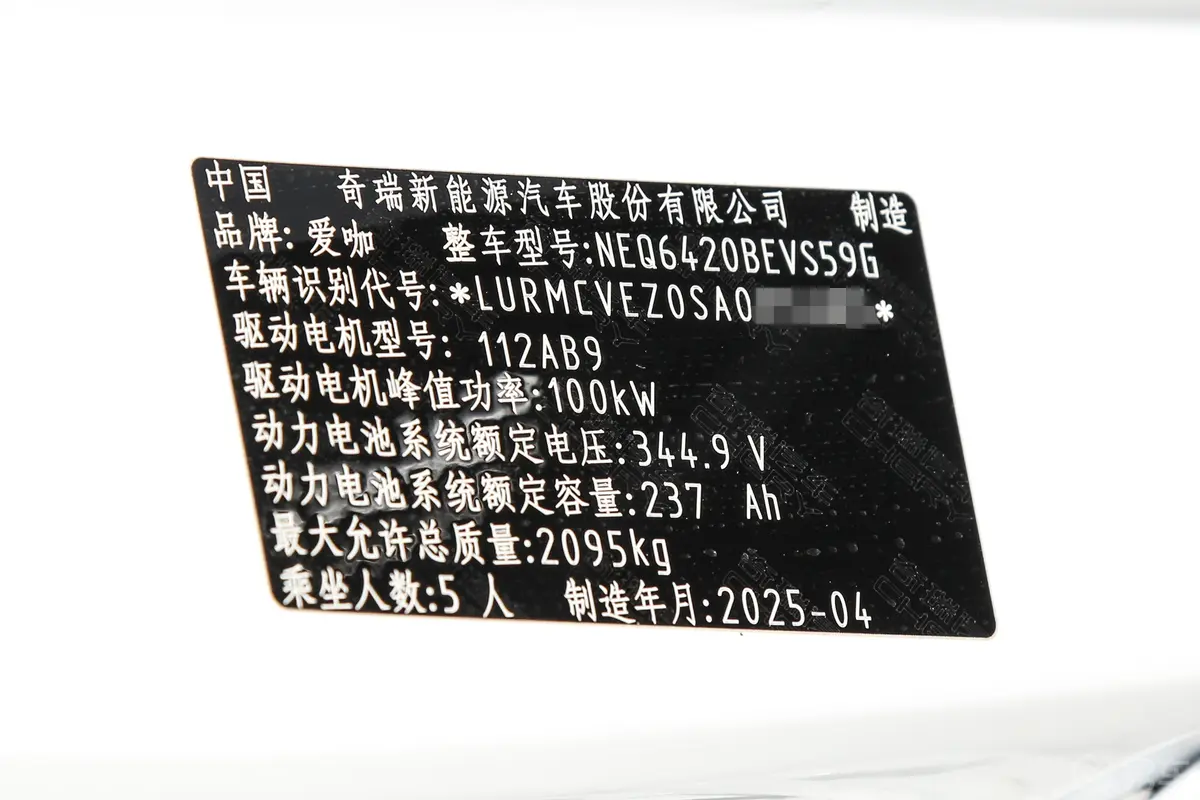 中国 奇瑞新能源汽车股份有限公司 制造
品牌: 爱咖 整车型号:NEQ6420BEVS59G
车辆识别代号:*LURMCVEZ0SA0 *
驱动电机型号: 112AB9
驱动电机峰值功率:100kW
动力电池系统额定电压:344.9 V
动力电池系统额定容量:237 Ah
最大允许总质量:2095kg
乘坐人数:5 人 制造年月:2025-04